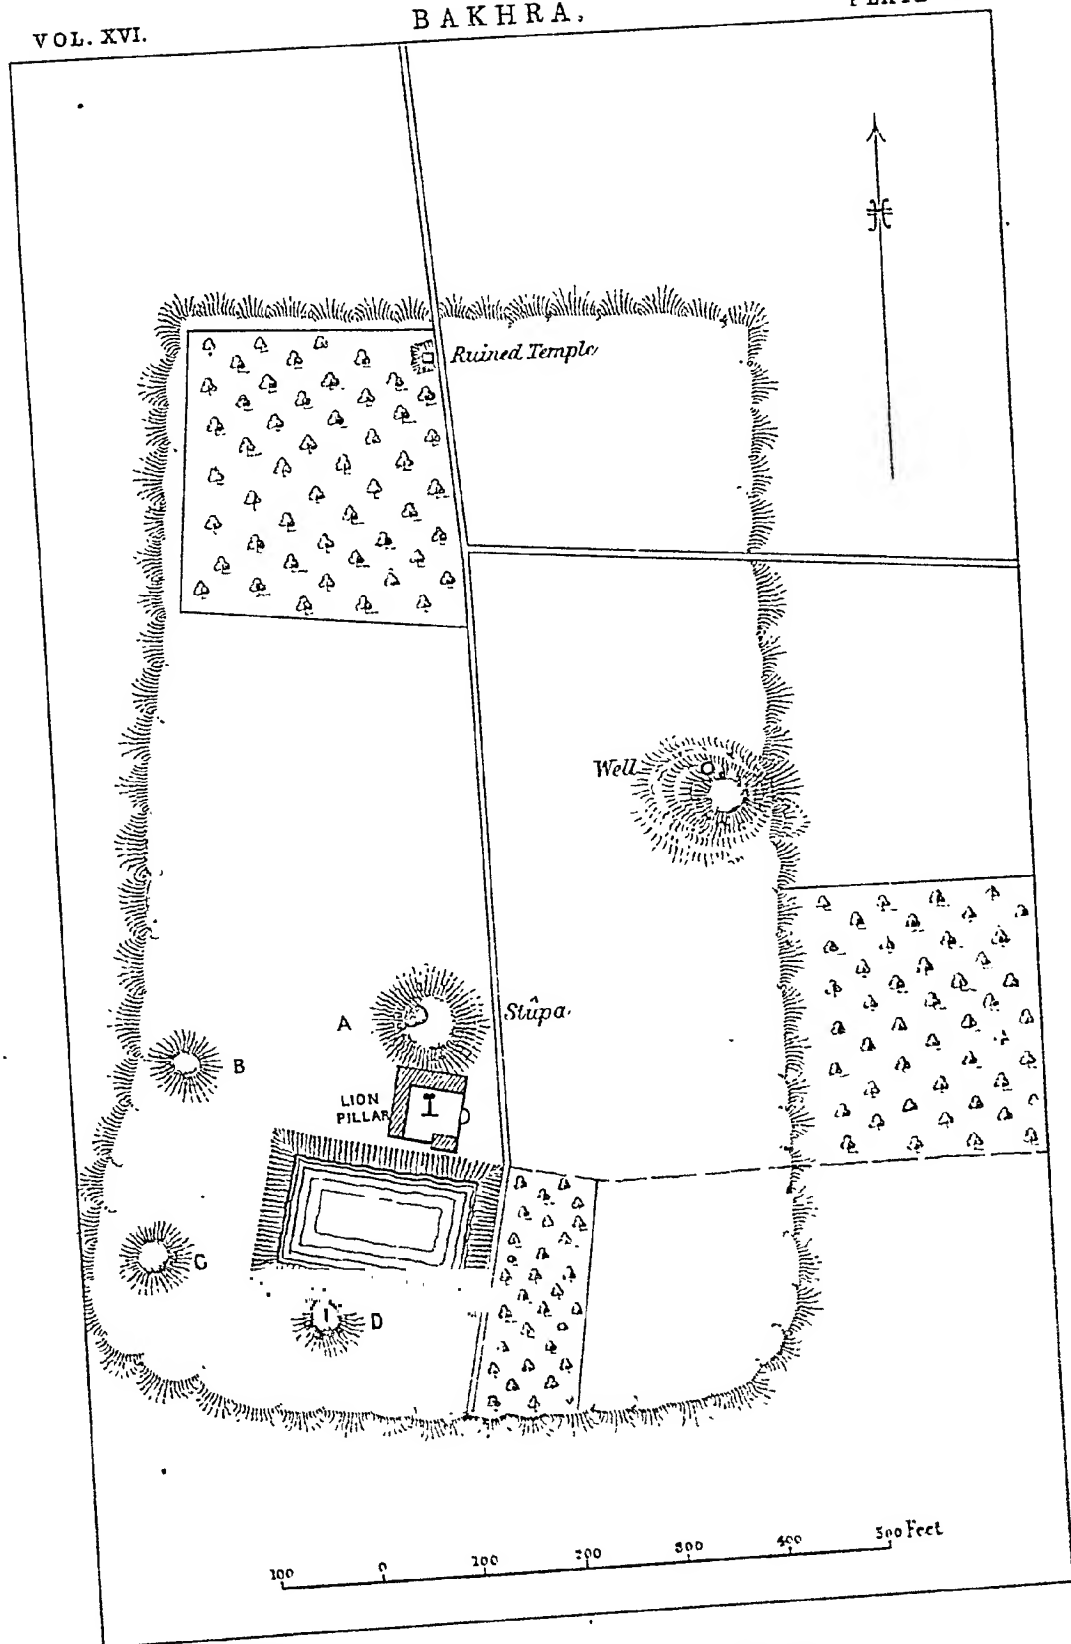 VOL. XVI.
BAKHRA,
Ruined Temple
Well
Stûpa.
A
B
LION
PILLAR
C
D
100 0 100 200 300 400 500 Feet